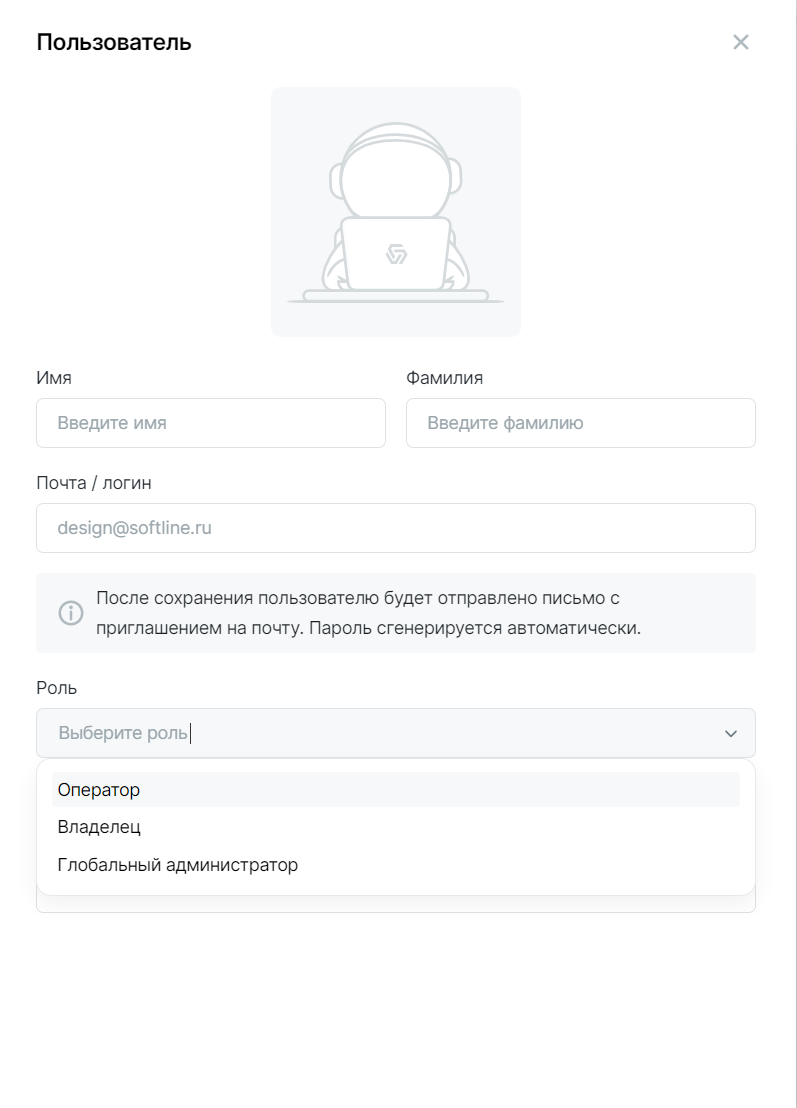 Пользователь
Имя
Фамилия
Введите имя
Введите фамилию
Почта / логин
design@softline.ru
После сохранения пользователю будет отправлено письмо с
приглашением на почту. Пароль сгенерируется автоматически.
Роль
Выберите роль
Оператор
Владелец
Глобальный администратор